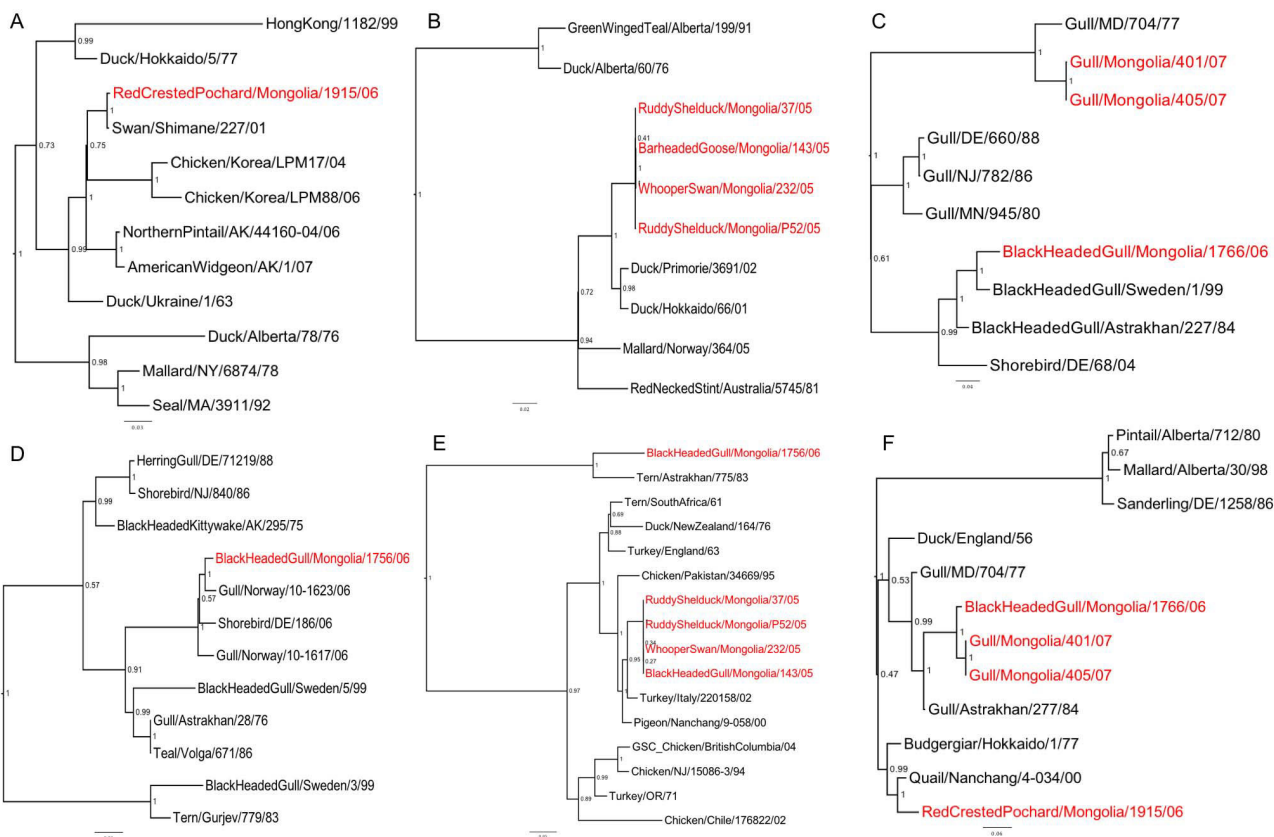 A
HongKong/1182/99
0.99
Duck/Hokkaido/5/77
RedCrestedPochard/Mongolia/1915/06
1
Swan/Shimane/227/01
0.73
0.75
Chicken/Korea/LPM17/04
1
Chicken/Korea/LPM88/06
NorthernPintail/AK/44160-04/06
0.99
1
1
AmericanWidgeon/AK/1/07
Duck/Ukraine/1/63
Duck/Alberta/78/76
0.98
Mallard/NY/6874/78
1
Seal/MA/3911/92
0.03
B
GreenWingedTeal/Alberta/199/91
1
Duck/Alberta/60/76
RuddyShelduck/Mongolia/37/05
0.41
BarheadedGoose/Mongolia/143/05
1
1
WhooperSwan/Mongolia/232/05
1
RuddyShelduck/Mongolia/P52/05
1
Duck/Primorie/3691/02
0.98
0.72
Duck/Hokkaido/66/01
0.94
Mallard/Norway/364/05
RedNeckedStint/Australia/5745/81
0.02
C
Gull/MD/704/77
1
Gull/Mongolia/401/07
1
Gull/Mongolia/405/07
Gull/DE/660/88
1
1
Gull/NJ/782/86
1
Gull/MN/945/80
BlackHeadedGull/Mongolia/1766/06
0.61
1
BlackHeadedGull/Sweden/1/99
1
BlackHeadedGull/Astrakhan/227/84
0.99
Shorebird/DE/68/04
0.04
D
HerringGull/DE/71219/88
1
Shorebird/NJ/840/86
0.99
BlackHeadedKittywake/AK/295/75
BlackHeadedGull/Mongolia/1756/06
1
0.57
Gull/Norway/10-1623/06
0.57
Shorebird/DE/186/06
1
Gull/Norway/10-1617/06
0.91
BlackHeadedGull/Sweden/5/99
1
0.99
Gull/Astrakhan/28/76
1
Teal/Volga/671/86
BlackHeadedGull/Sweden/3/99
1
Tern/Gurjev/779/83
E
BlackHeadedGull/Mongolia/1756/06
1
Tern/Astrakhan/775/83
Tern/SouthAfrica/61
0.89
Duck/NewZealand/164/76
0.88
Turkey/England/63
1
Chicken/Pakistan/34669/95
1
1
RuddyShelduck/Mongolia/37/05
1
RuddyShelduck/Mongolia/P52/05
0.34
WhooperSwan/Mongolia/232/05
0.95
0.27
BlackHeadedGull/Mongolia/143/05
0.97
1
Turkey/Italy/220158/02
Pigeon/Nanchang/9-058/00
GSC_Chicken/BritishColumbia/04
1
0.99
Chicken/NJ/15086-3/94
0.89
Turkey/OR/71
Chicken/Chile/176822/02
F
Pintail/Alberta/712/80
0.67
Mallard/Alberta/30/98
1
Sanderling/DE/1258/86
Duck/England/56
1
0.53
Gull/MD/704/77
BlackHeadedGull/Mongolia/1766/06
0.99
1
Gull/Mongolia/401/07
1
0.47
1
Gull/Mongolia/405/07
Gull/Astrakhan/277/84
Budgergiar/Hokkaido/1/77
0.99
Quail/Nanchang/4-034/00
1
RedCrestedPochard/Mongolia/1915/06
0.06